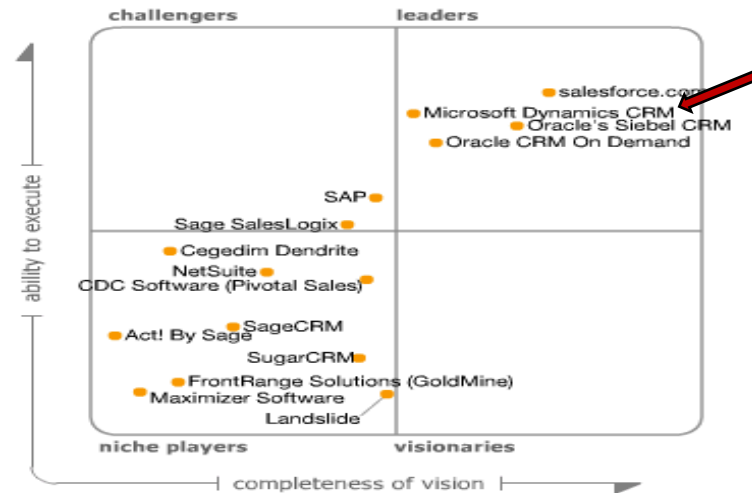 challengers
leaders
salesforce.com
Microsoft Dynamics CRM
Oracle's Siebel CRM
Oracle CRM On Demand
SAP
Sage SalesLogix
Cegedim Dendrite
NetSuite
CDC Software (Pivotal Sales)
SageCRM
Act! By Sage
SugarCRM
FrontRange Solutions (GoldMine)
Maximizer Software
Landslide
niche players
visionaries
ability to execute
completeness of vision